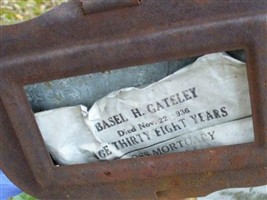 BASEL H. GATELEY
Died Nov. 22, 1936
AGE THIRTY EIGHT YEARS
MORTUARY